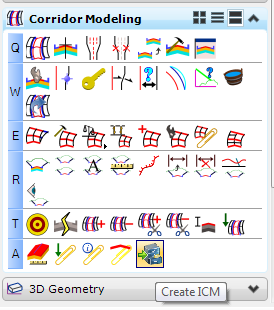 Corridor Modeling
Q
W
E
R
A
T
A
3D Geometry
Create ICM